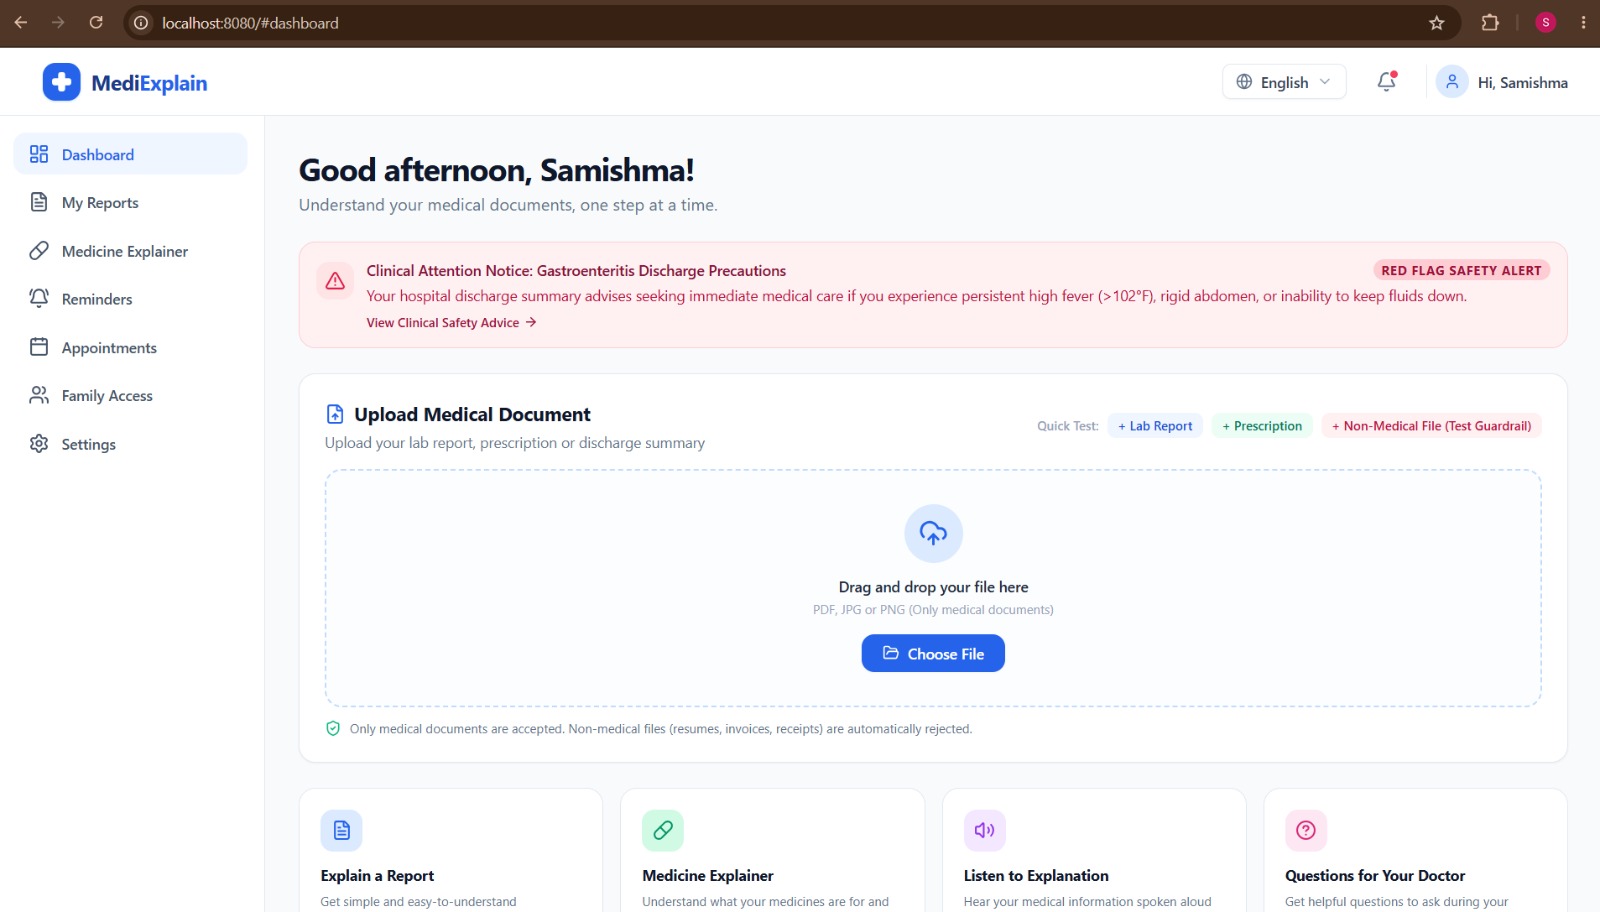 localhost:8080/#dashboard
S
MediExplain
English
Hi, Samishma
Dashboard
My Reports
Medicine Explainer
Reminders
Appointments
Family Access
Settings
Good afternoon, Samishma!
Understand your medical documents, one step at a time.
Clinical Attention Notice: Gastroenteritis Discharge Precautions
RED FLAG SAFETY ALERT
Your hospital discharge summary advises seeking immediate medical care if you experience persistent high fever (>102°F), rigid abdomen, or inability to keep fluids down.
View Clinical Safety Advice →
Upload Medical Document
Upload your lab report, prescription or discharge summary
Quick Test: + Lab Report + Prescription + Non-Medical File (Test Guardrail)
Drag and drop your file here
PDF, JPG or PNG (Only medical documents)
Choose File
Only medical documents are accepted. Non-medical files (resumes, invoices, receipts) are automatically rejected.
Explain a Report
Get simple and easy-to-understand
Medicine Explainer
Understand what your medicines are for and
Listen to Explanation
Hear your medical information spoken aloud
Questions for Your Doctor
Get helpful questions to ask during your